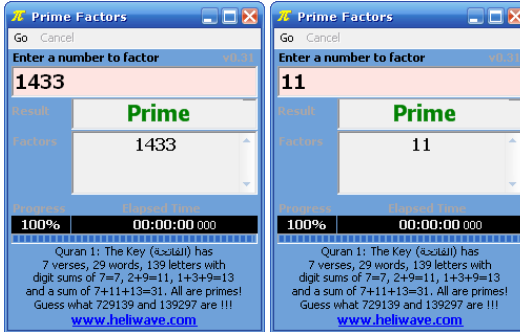 π Prime Factors
Go Cancel
Enter a number to factor v0.31
1433
Result Prime
Factors 1433
Progress Elapsed Time
100% 00:00:00 000
Quran 1: The Key (الفاتحة) has
7 verses, 29 words, 139 letters with
digit sums of 7=7, 2+9=11, 1+3+9=13
and a sum of 7+11+13=31. All are primes!
Guess what 729139 and 139297 are !!!
www.heliwave.com
π Prime Factors
Go Cancel
Enter a number to factor v0.31
11
Result Prime
Factors 11
Progress Elapsed Time
100% 00:00:00 000
Quran 1: The Key (الفاتحة) has
7 verses, 29 words, 139 letters with
digit sums of 7=7, 2+9=11, 1+3+9=13
and a sum of 7+11+13=31. All are primes!
Guess what 729139 and 139297 are !!!
www.heliwave.com